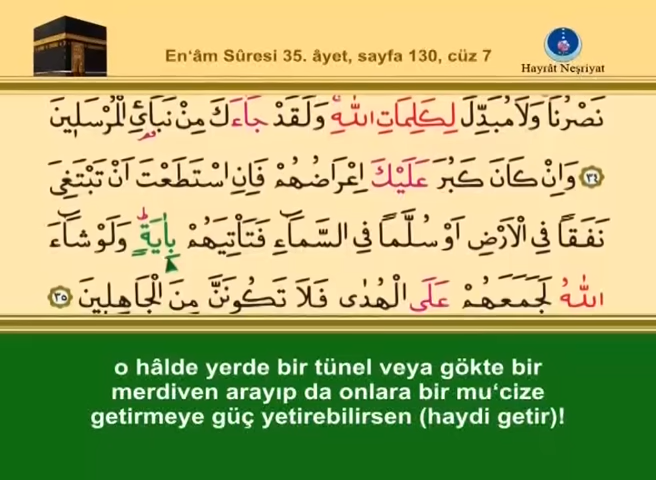 En‘âm Sûresi 35. âyet, sayfa 130, cüz 7
Hayrât Neşriyat
نَصْرُنَا وَلَا مُبَدِّلَ لِكَلِمَاتِ اللّٰهِ وَلَقَدْ جَٓاءَكَ مِنْ نَبَأِئ الْمُرْسَل۪ينَ
٣٤ وَاِنْ كَانَ كَبُرَ عَلَيْكَ اِعْرَاضُهُمْ فَاِنِ اسْتَطَعْتَ اَنْ تَبْتَغِىَ
نَفَقًا فِى الْاَرْضِ اَوْ سُلَّمًا فِى السَّمَٓاءِ فَتَأْتِيَهُمْ بِاٰيَةٍ وَلَوْ شَٓاءَ
اللّٰهُ لَجَمَعَهُمْ عَلَى الْهُدٰى فَلَا تَكُونَنَّ مِنَ الْجَاهِل۪ينَ ٣٥
o hâlde yerde bir tünel veya gökte bir
merdiven arayıp da onlara bir mu‘cize
getirmeye güç yetirebilirsen (haydi getir)!